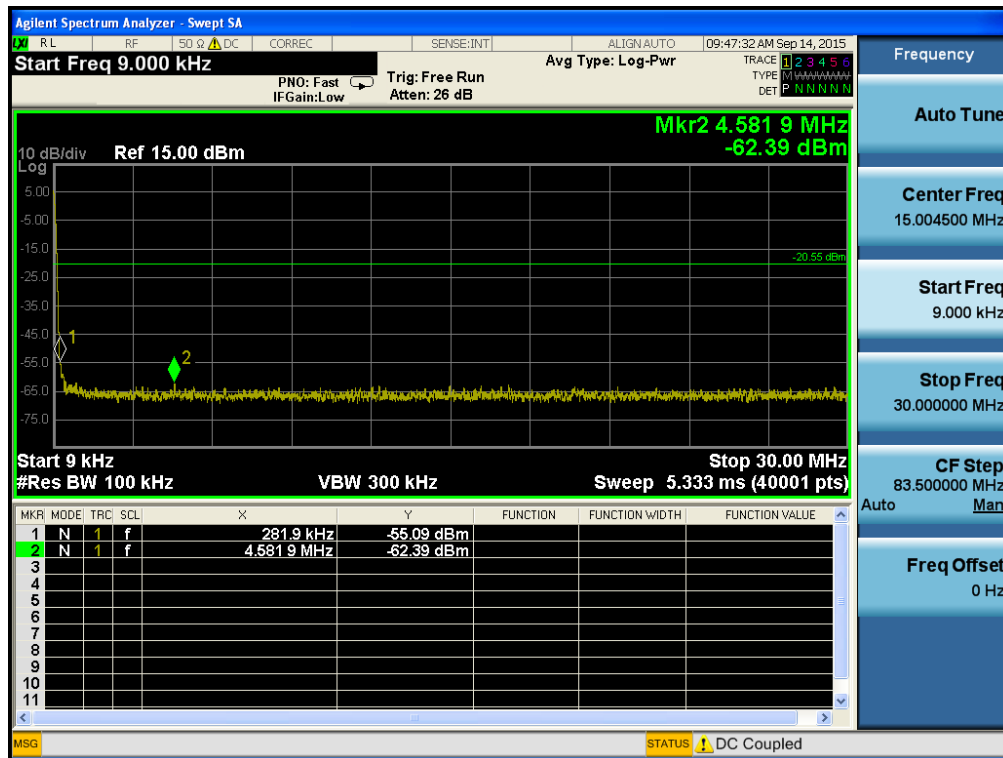 Agilent Spectrum Analyzer - Swept SA
LXI RL RF 50 Ω DC CORREC SENSE:INT ALIGN AUTO 09:47:32 AM Sep 14, 2015
Start Freq 9.000 kHz
PNO: Fast
IFGain:Low
Trig: Free Run
Atten: 26 dB
Avg Type: Log-Pwr
TRACE 1 2 3 4 5 6
TYPE M
DET P N N N N N
Mkr2 4.581 9 MHz
-62.39 dBm
10 dB/div Ref 15.00 dBm
Log
5.00
-5.00
-15.0
-20.55 dBm
-25.0
-35.0
-45.0
1
-55.0
2
-65.0
-75.0
Start 9 kHz Stop 30.00 MHz
#Res BW 100 kHz VBW 300 kHz Sweep 5.333 ms (40001 pts)
MKR MODE TRC SCL X Y FUNCTION FUNCTION WIDTH FUNCTION VALUE
1 N 1 f 281.9 kHz -55.09 dBm
2 N 1 f 4.581 9 MHz -62.39 dBm
3
4
5
6
7
8
9
10
11
MSG STATUS DC Coupled
Frequency
Auto Tune
Center Freq
15.004500 MHz
Start Freq
9.000 kHz
Stop Freq
30.000000 MHz
CF Step
83.500000 MHz
Auto Man
Freq Offset
0 Hz